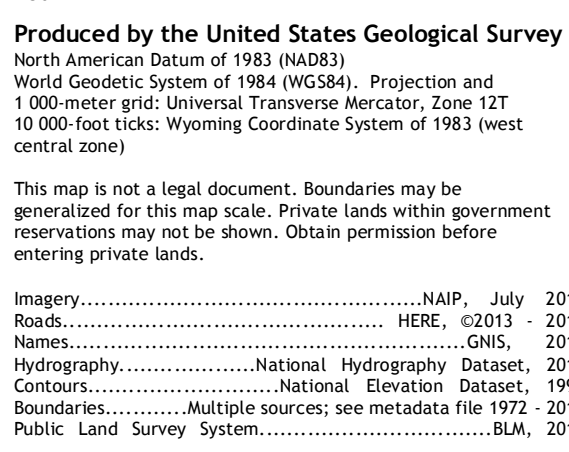 Produced by the United States Geological Survey
North American Datum of 1983 (NAD83)
World Geodetic System of 1984 (WGS84). Projection and
1 000-meter grid: Universal Transverse Mercator, Zone 12T
10 000-foot ticks: Wyoming Coordinate System of 1983 (west
central zone)
This map is not a legal document. Boundaries may be
generalized for this map scale. Private lands within government
reservations may not be shown. Obtain permission before
entering private lands.
Imagery.................................................NAIP, July
Roads............................................... HERE, ©2013 -
Names.........................................................GNIS,
Hydrography....................National Hydrography Dataset,
Contours............................National Elevation Dataset,
Boundaries............Multiple sources; see metadata file 1972 -
Public Land Survey System..................................BLM,